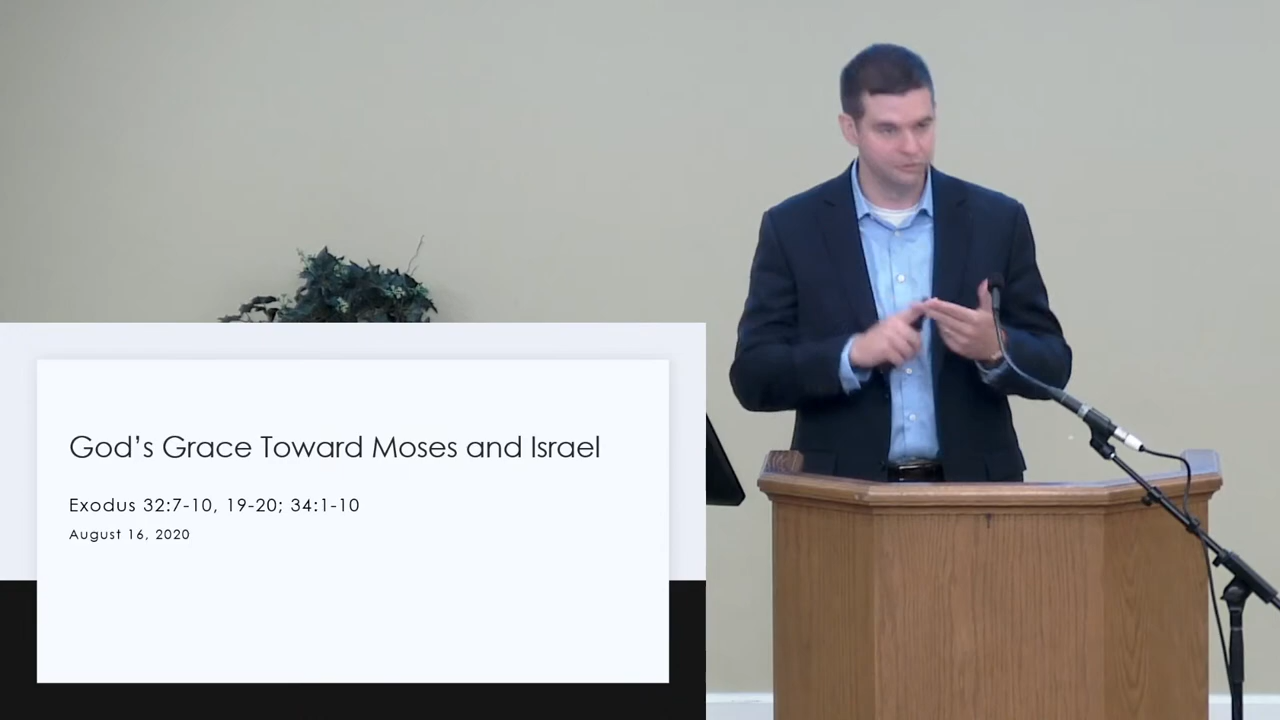 God’s Grace Toward Moses and Israel
Exodus 32:7-10, 19-20; 34:1-10
August 16, 2020